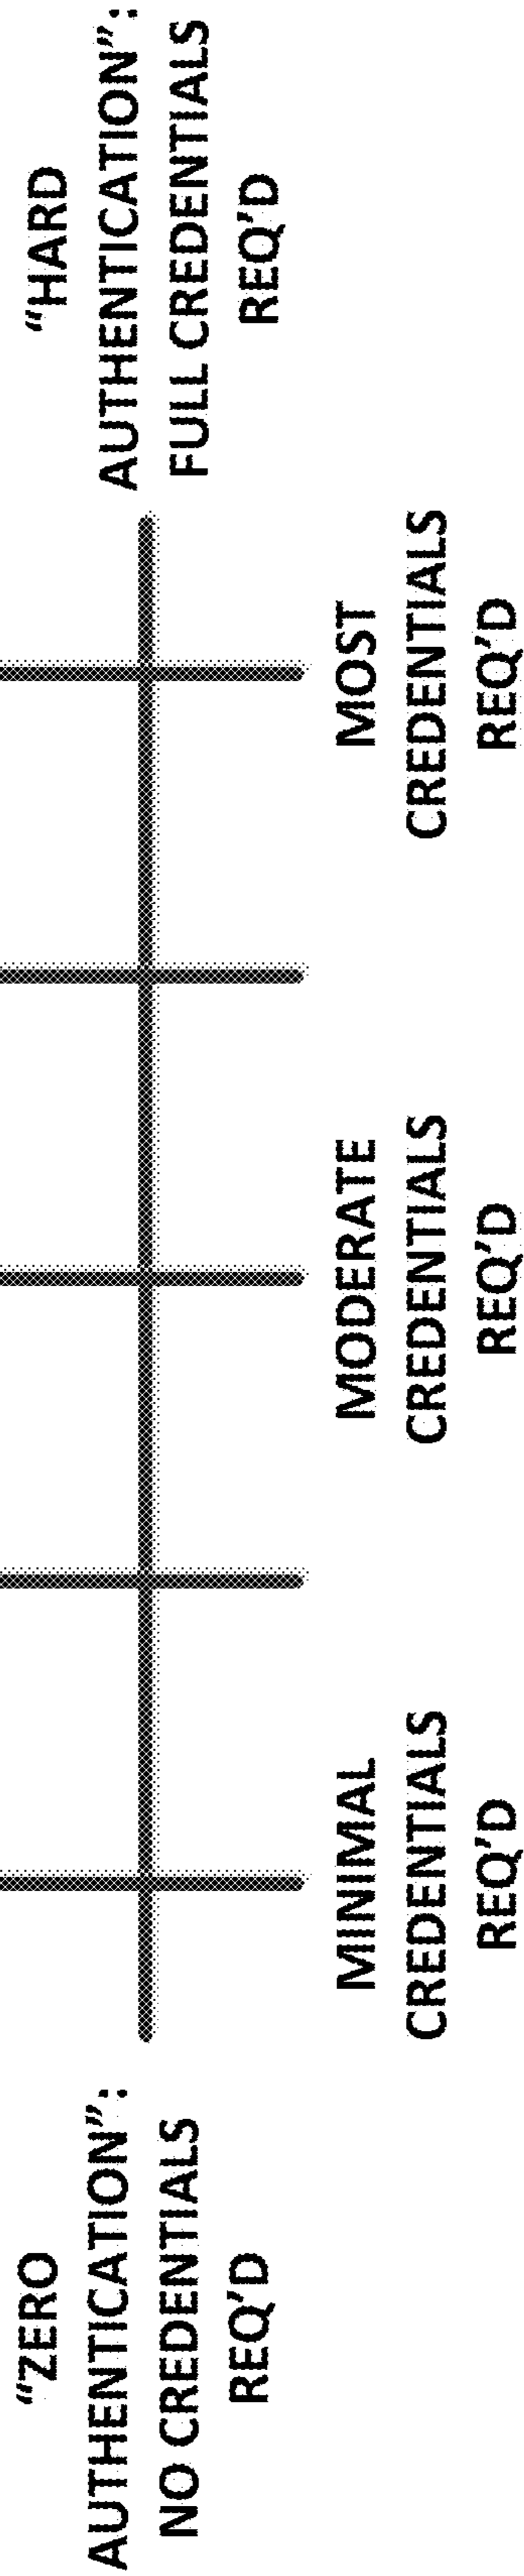 “ZERO
AUTHENTICATION”:
NO CREDENTIALS
REQ’D
MINIMAL
CREDENTIALS
REQ’D
MODERATE
CREDENTIALS
REQ’D
MOST
CREDENTIALS
REQ’D
“HARD
AUTHENTICATION”:
FULL CREDENTIALS
REQ’D